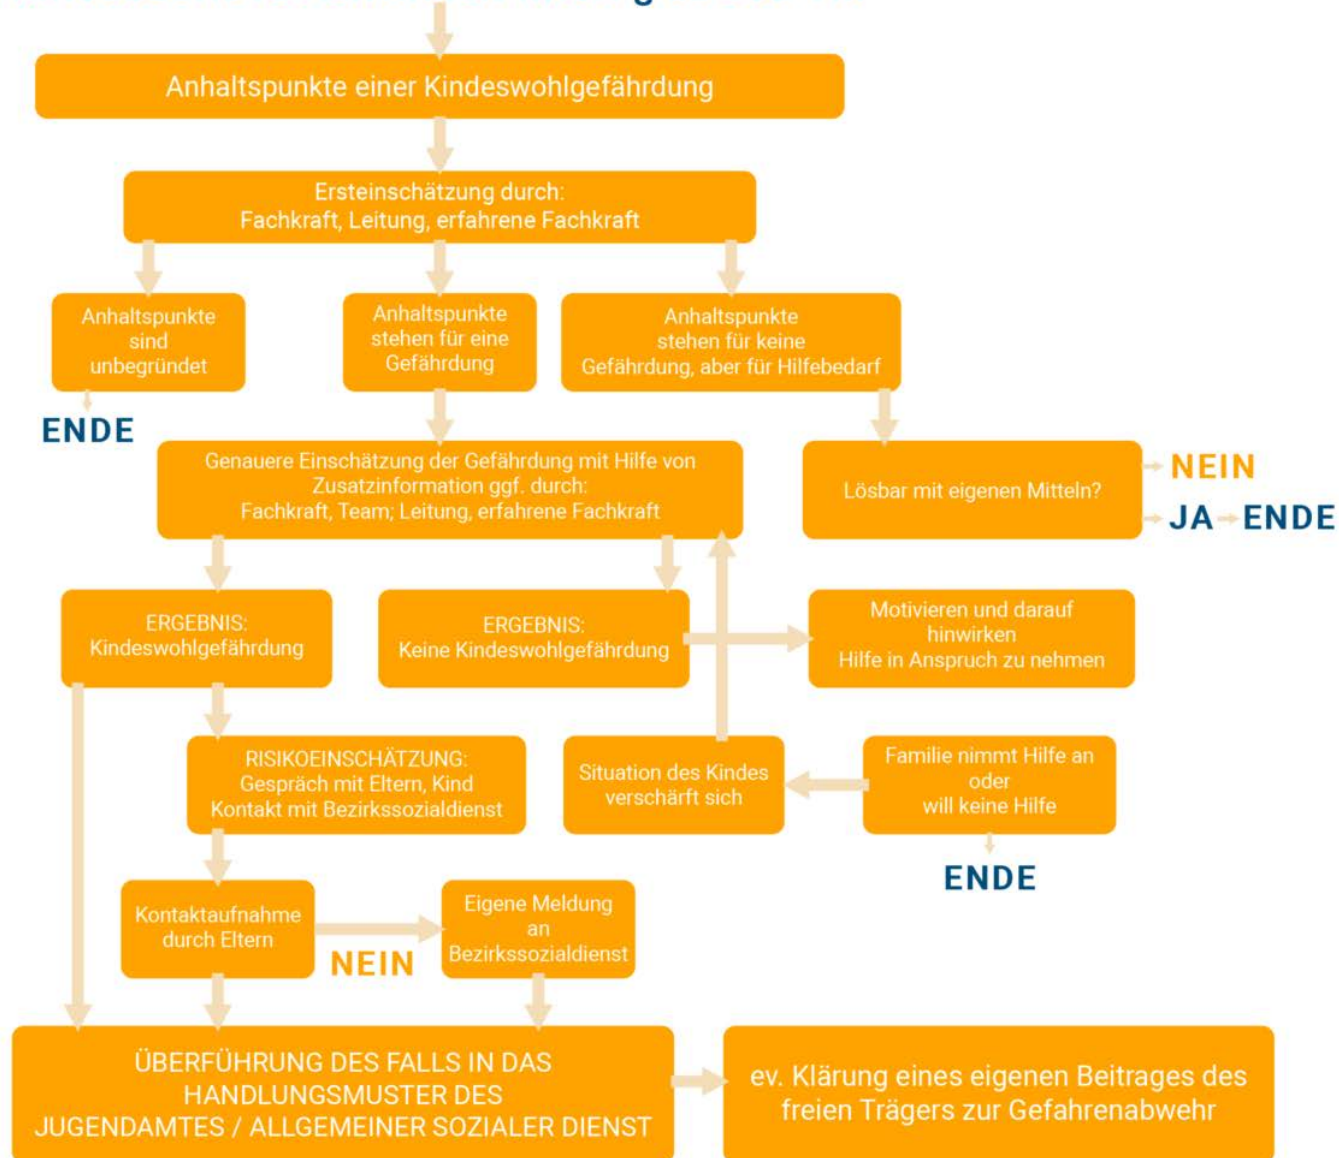 Anhaltspunkte einer Kindeswohlgefährdung
Ersteinschätzung durch:
Fachkraft, Leitung, erfahrene Fachkraft
Anhaltspunkte
sind
unbegründet
Anhaltspunkte
stehen für eine
Gefährdung
Anhaltspunkte
stehen für keine
Gefährdung, aber für Hilfebedarf
ENDE
Genauere Einschätzung der Gefährdung mit Hilfe von
Zusatzinformation ggf. durch:
Fachkraft, Team; Leitung, erfahrene Fachkraft
Lösbar mit eigenen Mitteln?
NEIN
JA
ENDE
ERGEBNIS:
Kindeswohlgefährdung
ERGEBNIS:
Keine Kindeswohlgefährdung
Motivieren und darauf
hinwirken
Hilfe in Anspruch zu nehmen
RISIKOEINSCHÄTZUNG:
Gespräch mit Eltern, Kind
Kontakt mit Bezirkssozialdienst
Situation des Kindes
verschärft sich
Familie nimmt Hilfe an
oder
will keine Hilfe
ENDE
Kontaktaufnahme
durch Eltern
NEIN
Eigene Meldung
an
Bezirkssozialdienst
ÜBERFÜHRUNG DES FALLS IN DAS
HANDLUNGSMUSTER DES
JUGENDAMTES / ALLGEMEINER SOZIALER DIENST
ev. Klärung eines eigenen Beitrages des
freien Trägers zur Gefahrenabwehr